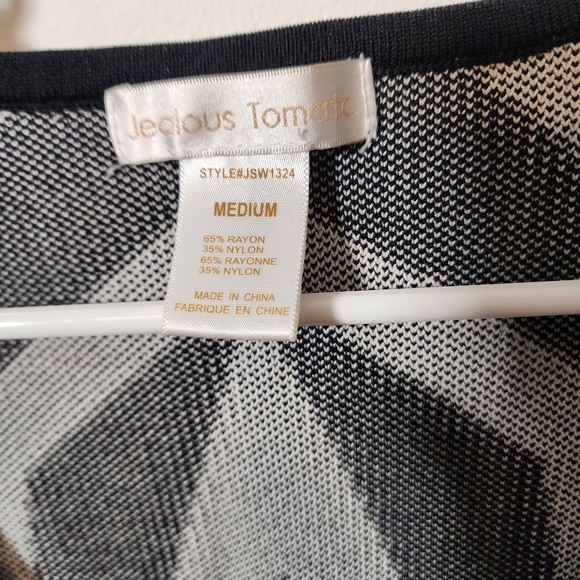 Jealous Tomato
STYLE#JSW1324
MEDIUM
65% RAYON
35% NYLON
65% RAYONNE
35% NYLON
MADE IN CHINA
FABRIQUE EN CHINE